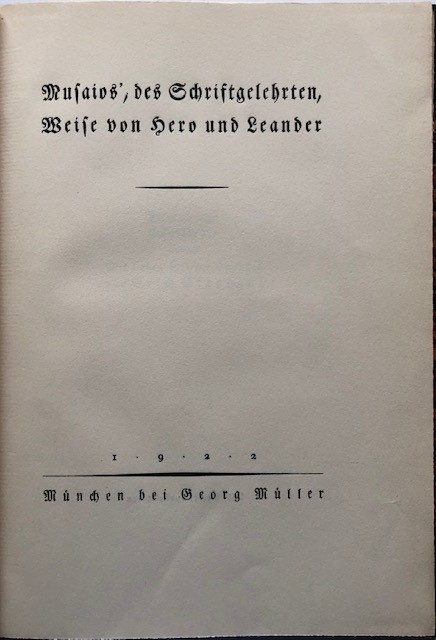 Muſaios’, des Schriftgelehrten,
Weiſe von Hero und Leander
1 · 9 · 2 · 2
München bei Georg Müller